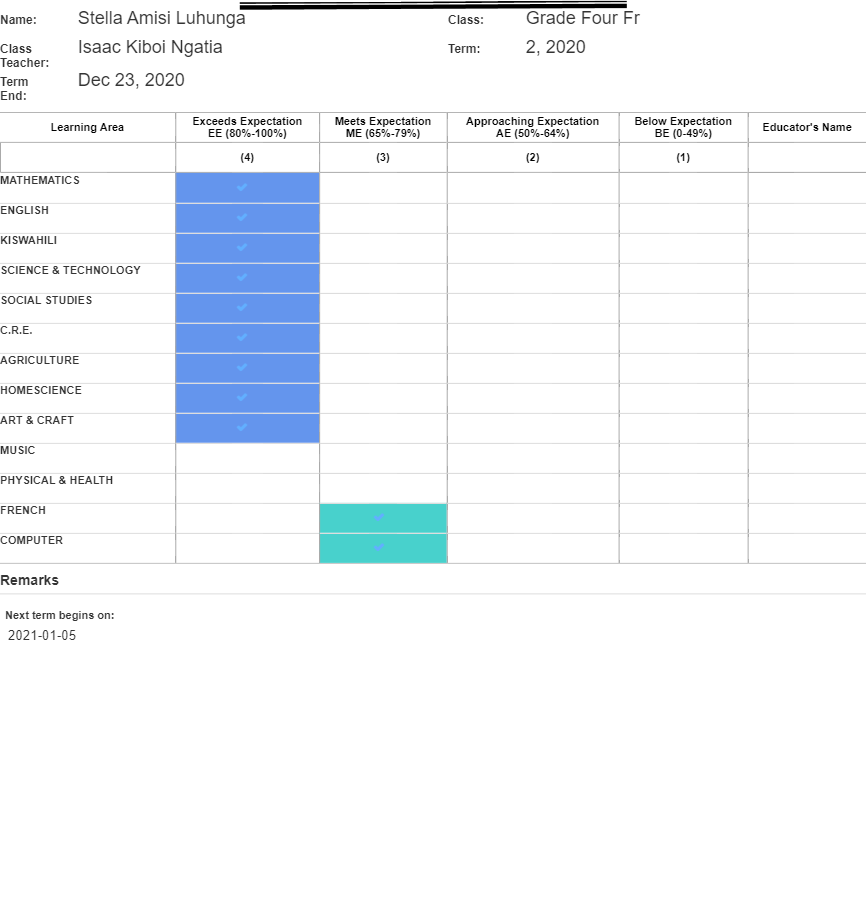 Name: Stella Amisi Luhunga Class: Grade Four Fr
Class Teacher: Isaac Kiboi Ngatia Term: 2, 2020
Term End: Dec 23, 2020
Learning Area Exceeds Expectation EE (80%-100%) Meets Expectation ME (65%-79%) Approaching Expectation AE (50%-64%) Below Expectation BE (0-49%) Educator's Name
(4) (3) (2) (1)
MATHEMATICS
ENGLISH
KISWAHILI
SCIENCE & TECHNOLOGY
SOCIAL STUDIES
C.R.E.
AGRICULTURE
HOMESCIENCE
ART & CRAFT
MUSIC
PHYSICAL & HEALTH
FRENCH
COMPUTER
Remarks
Next term begins on:
2021-01-05